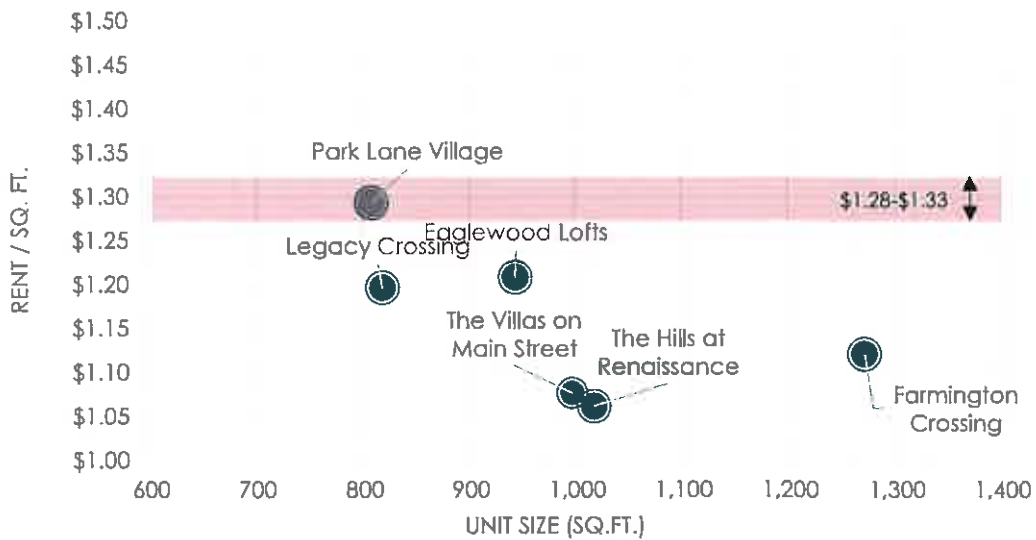 $1.50
$1.45
$1.40
$1.35
$1.30
$1.25
$1.20
$1.15
$1.10
$1.05
$1.00
RENT / SQ. FT.
Park Lane Village
$1.28-$1.33
Legacy Crossing
Eaglewood Lofts
The Villas on
Main Street
The Hills at
Renaissance
Farmington
Crossing
600
700
800
900
1,000
1,100
1,200
1,300
1,400
UNIT SIZE (SQ.FT.)